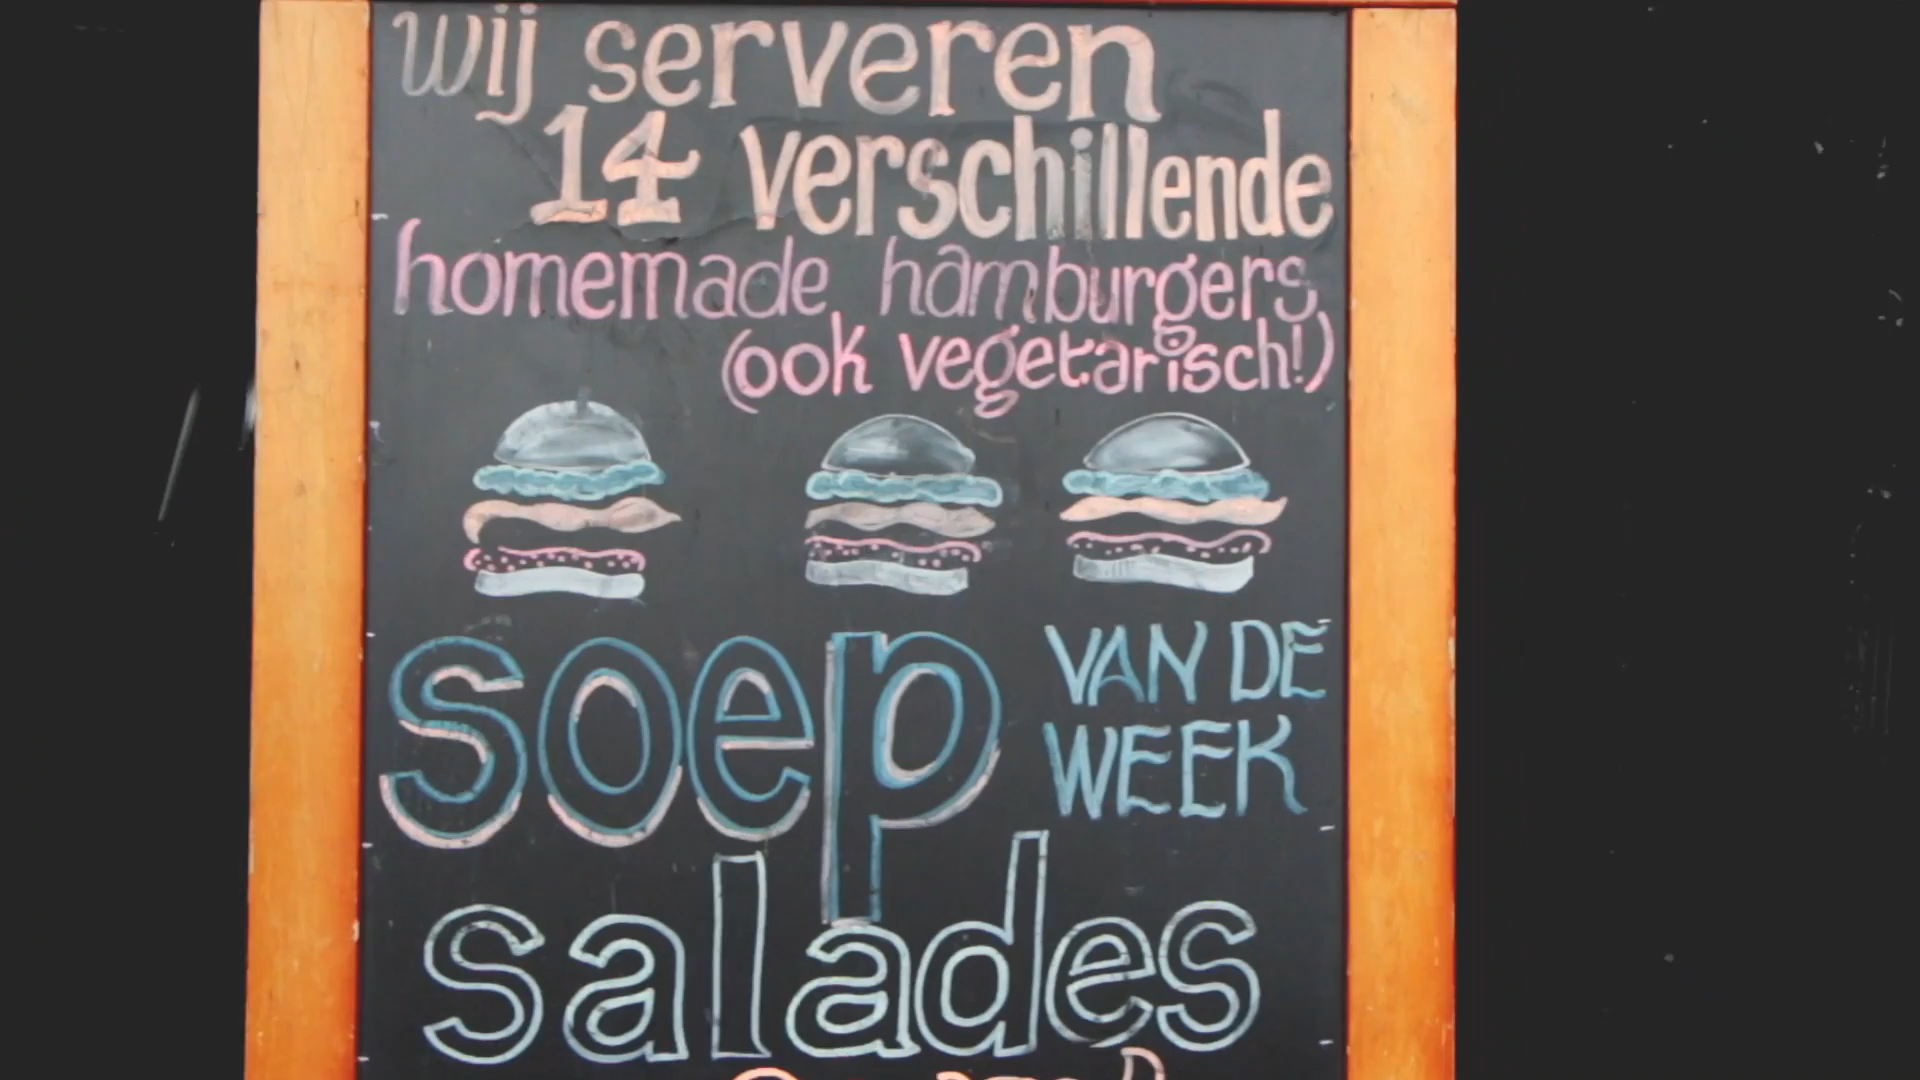 wij serveren
14 verschillende
homemade hamburgers
(ook vegetarisch!)
soep VAN DE
WEEK
salades